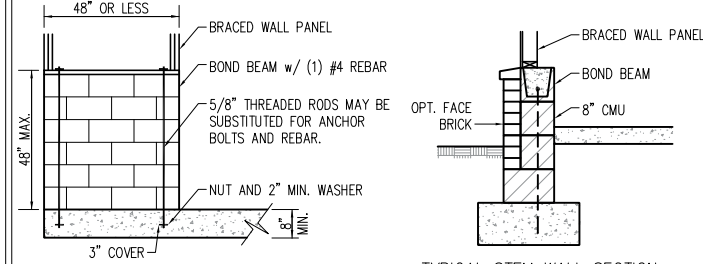 48" OR LESS
BRACED WALL PANEL
BOND BEAM w/ (1) #4 REBAR
5/8" THREADED RODS MAY BE
SUBSTITUTED FOR ANCHOR
BOLTS AND REBAR.
48" MAX.
NUT AND 2" MIN. WASHER
8"
MIN.
3" COVER
BRACED WALL PANEL
BOND BEAM
OPT. FACE
BRICK
8" CMU
TYPICAL STEM WALL SECTION